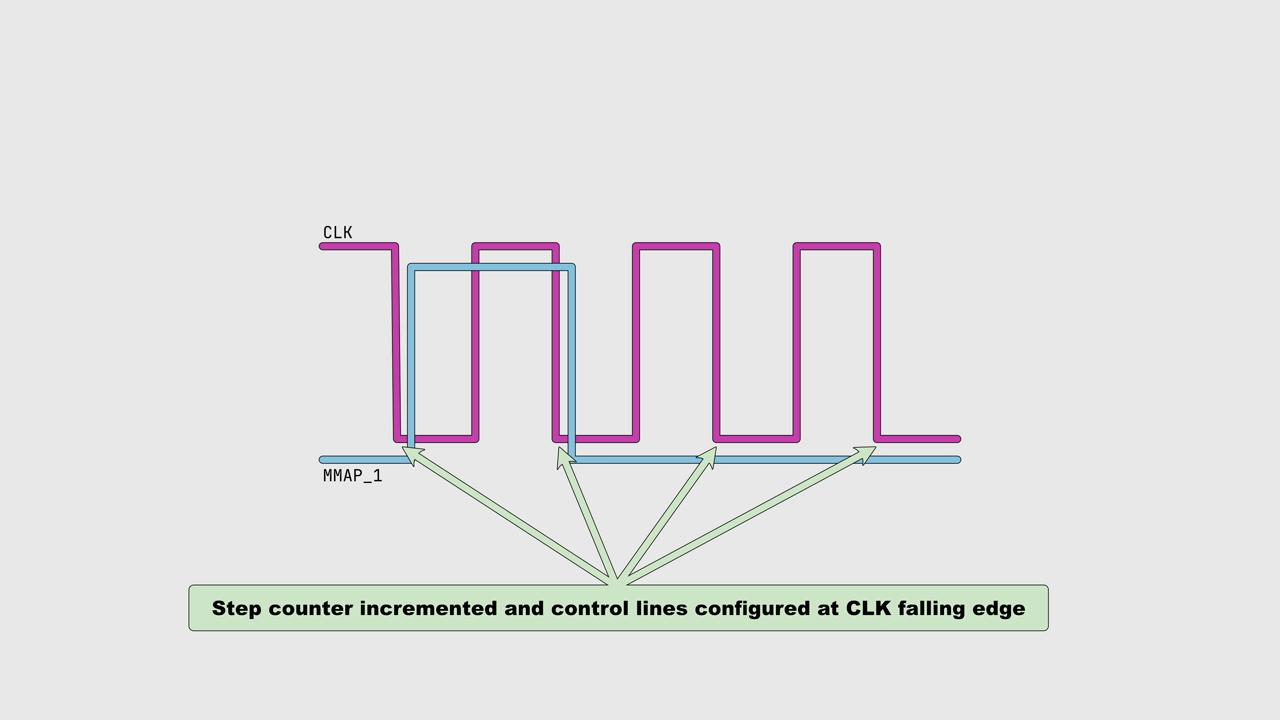 CLK
MMAP_1
Step counter incremented and control lines configured at CLK falling edge